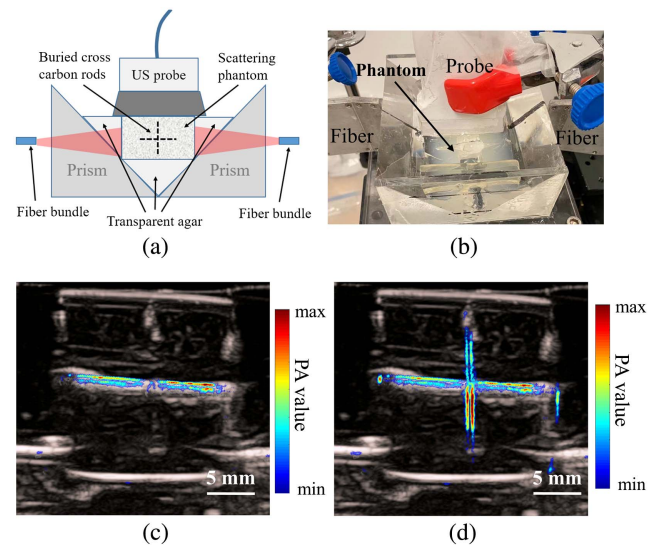 Buried cross
carbon rods
US probe
Scattering
phantom
Prism
Prism
Fiber bundle
Transparent agar
Fiber bundle
(a)
Phantom
Probe
Fiber
Fiber
(b)
max
PA value
min
5 mm
(c)
max
PA value
min
5 mm
(d)